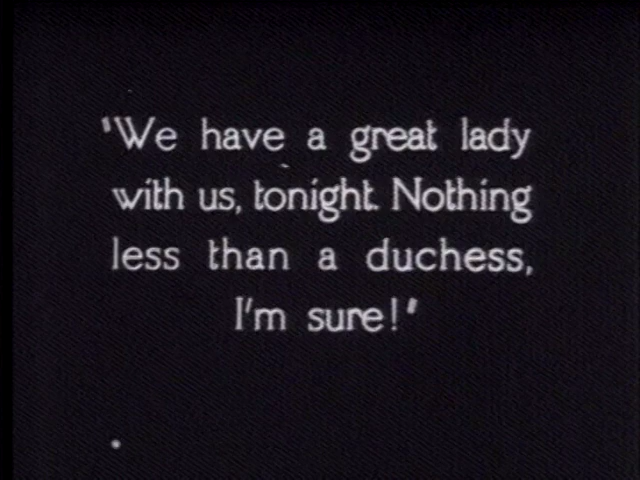 "We have a great lady
with us, tonight. Nothing
less than a duchess,
I'm sure!"